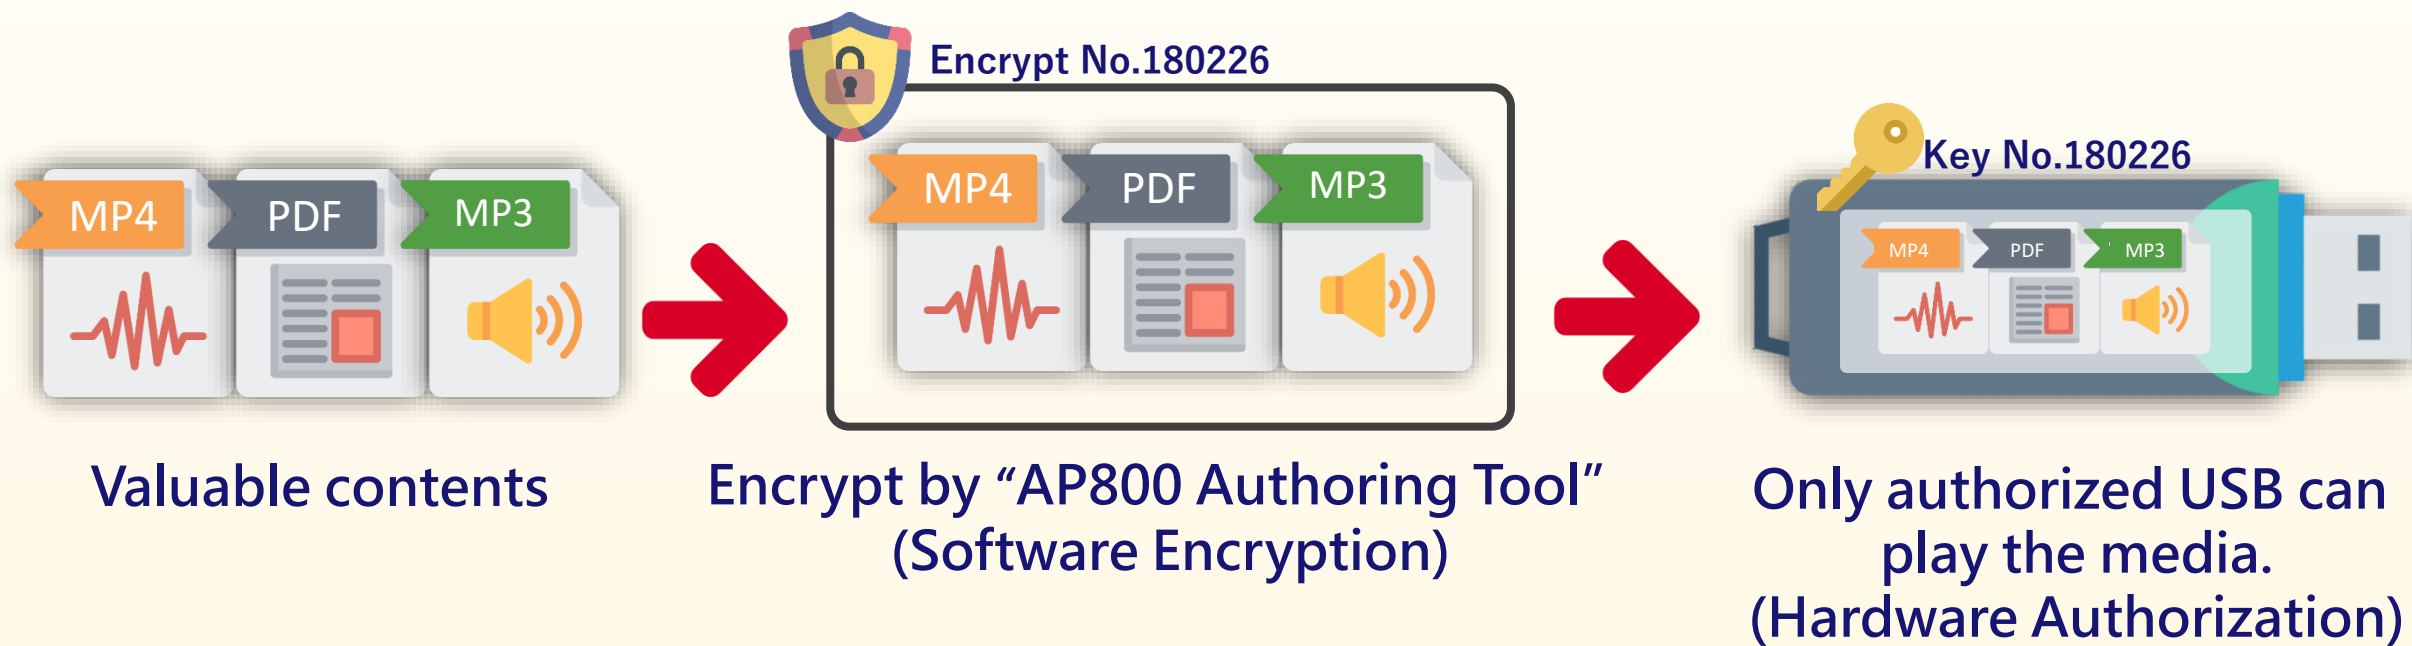 MP4 PDF MP3
Valuable contents
Encrypt No.180226
MP4 PDF MP3
Encrypt by “AP800 Authoring Tool”
(Software Encryption)
Key No.180226
MP4 PDF MP3
Only authorized USB can
play the media.
(Hardware Authorization)